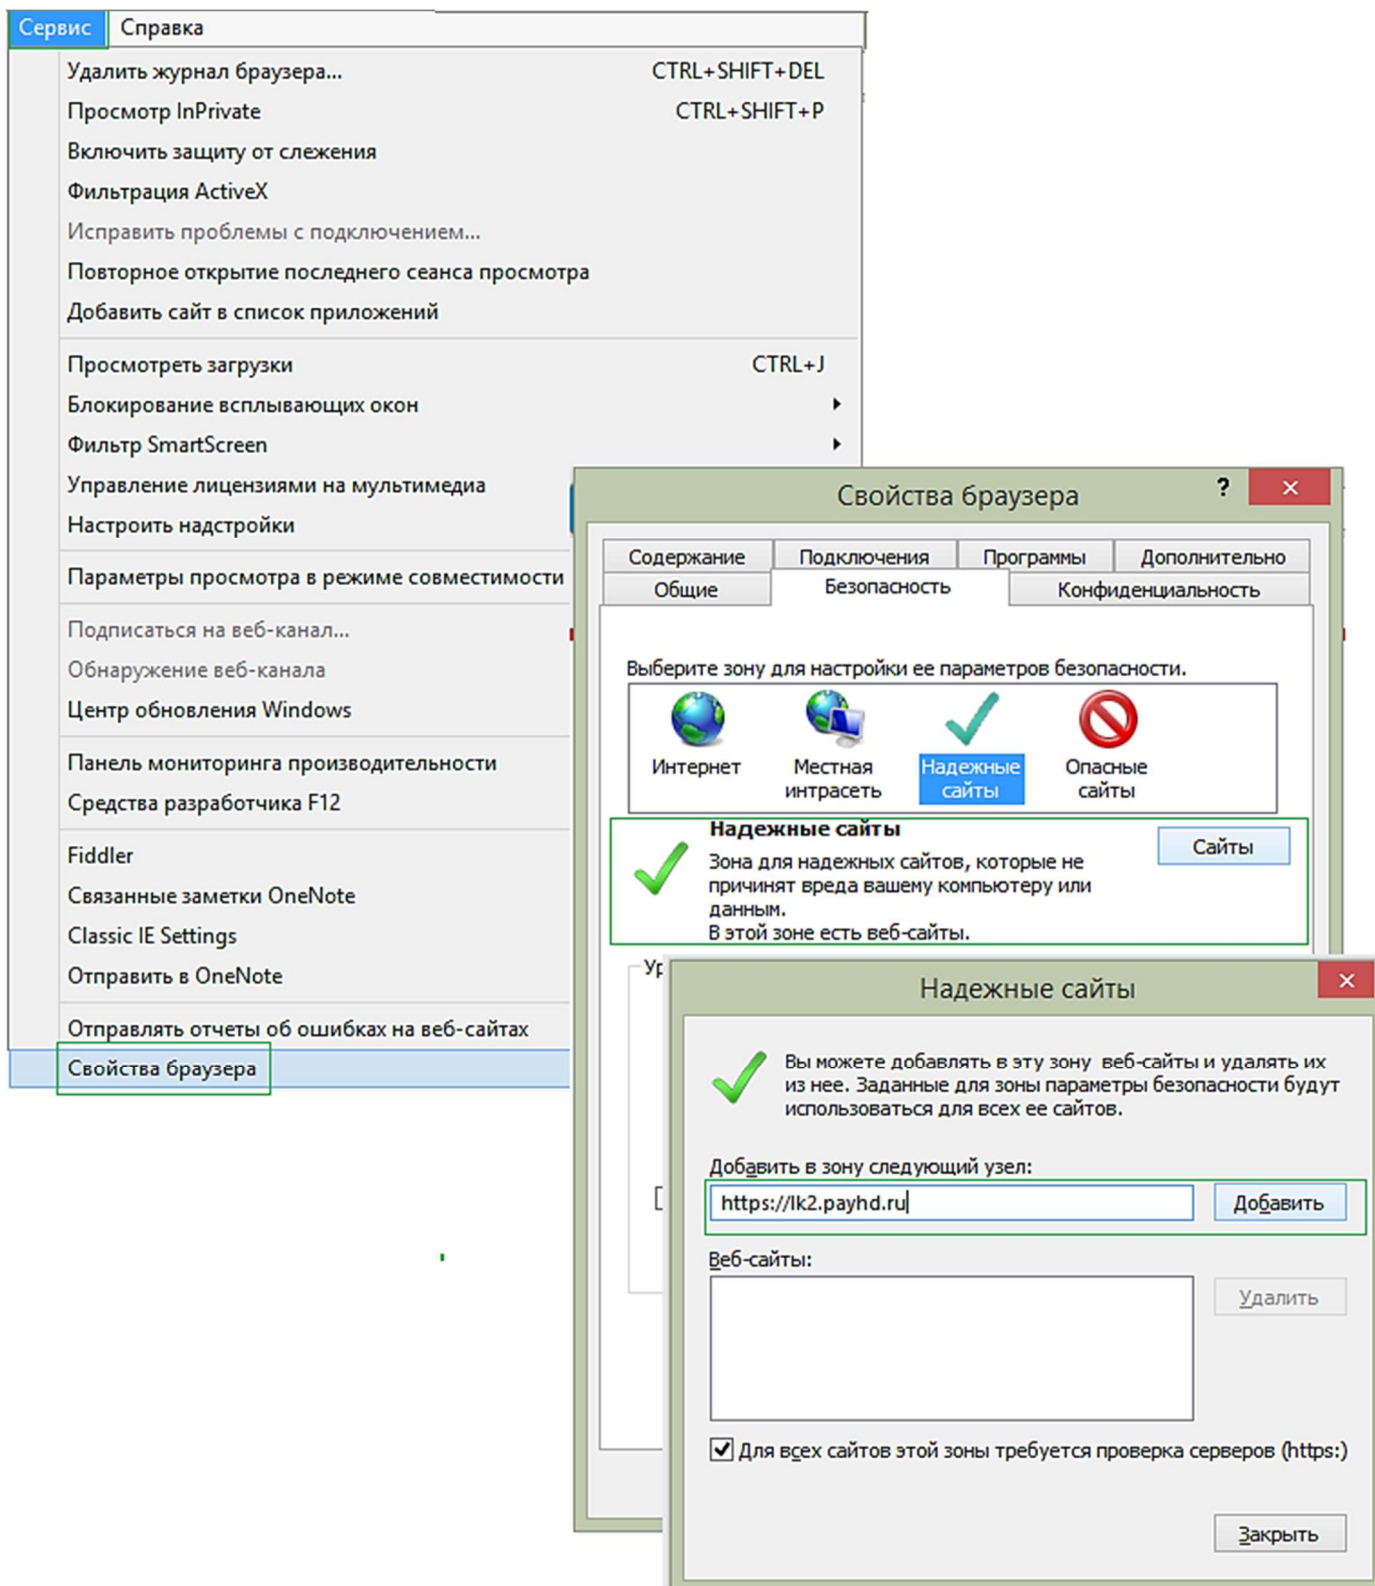 Сервис Справка
Удалить журнал браузера... CTRL+SHIFT+DEL
Просмотр InPrivate CTRL+SHIFT+P
Включить защиту от слежения
Фильтрация ActiveX
Исправить проблемы с подключением...
Повторное открытие последнего сеанса просмотра
Добавить сайт в список приложений
Просмотреть загрузки CTRL+J
Блокирование всплывающих окон
Фильтр SmartScreen
Управление лицензиями на мультимедиа
Настроить надстройки
Параметры просмотра в режиме совместимости
Подписаться на веб-канал...
Обнаружение веб-канала
Центр обновления Windows
Панель мониторинга производительности
Средства разработчика F12
Fiddler
Связанные заметки OneNote
Classic IE Settings
Отправить в OneNote
Отправлять отчеты об ошибках на веб-сайтах
Свойства браузера
Свойства браузера ? ×
Содержание Подключения Программы Дополнительно
Общие Безопасность Конфиденциальность
Выберите зону для настройки ее параметров безопасности.
Интернет Местная интрасеть Надежные сайты Опасные сайты
Надежные сайты
Сайты
Зона для надежных сайтов, которые не
причинят вреда вашему компьютеру или
данным.
В этой зоне есть веб-сайты.
Ур
Надежные сайты ×
Вы можете добавлять в эту зону веб-сайты и удалять их
из нее. Заданные для зоны параметры безопасности будут
использоваться для всех ее сайтов.
Добавить в зону следующий узел:
https://lk2.payhd.ru Добавить
Веб-сайты:
Удалить
Для всех сайтов этой зоны требуется проверка серверов (https:)
Закрыть